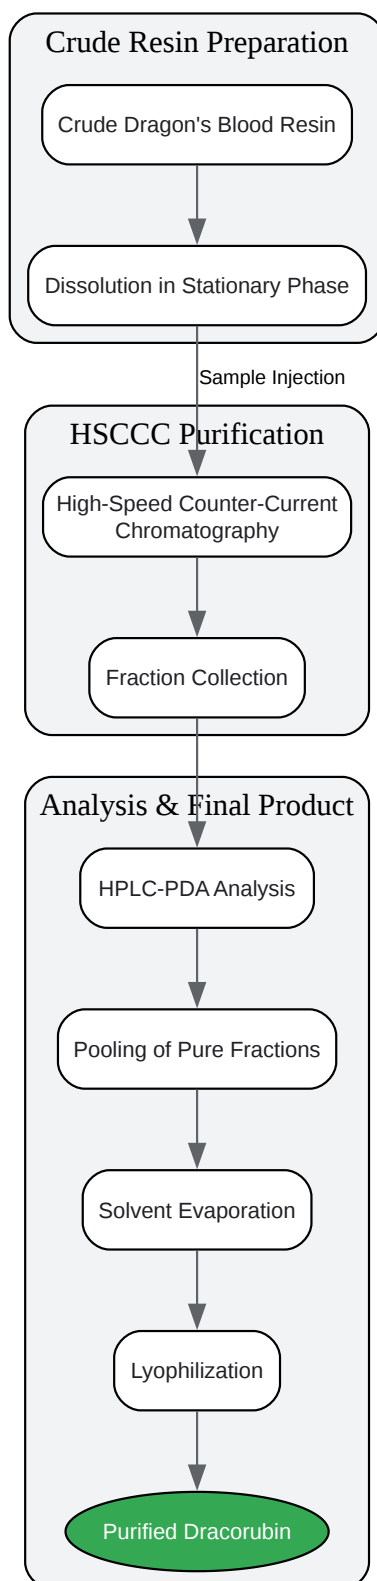 Crude Resin Preparation
Crude Dragon's Blood Resin
Dissolution in Stationary Phase
Sample Injection
HSCCC Purification
High-Speed Counter-Current
Chromatography
Fraction Collection
Analysis & Final Product
HPLC-PDA Analysis
Pooling of Pure Fractions
Solvent Evaporation
Lyophilization
Purified Dracorubin